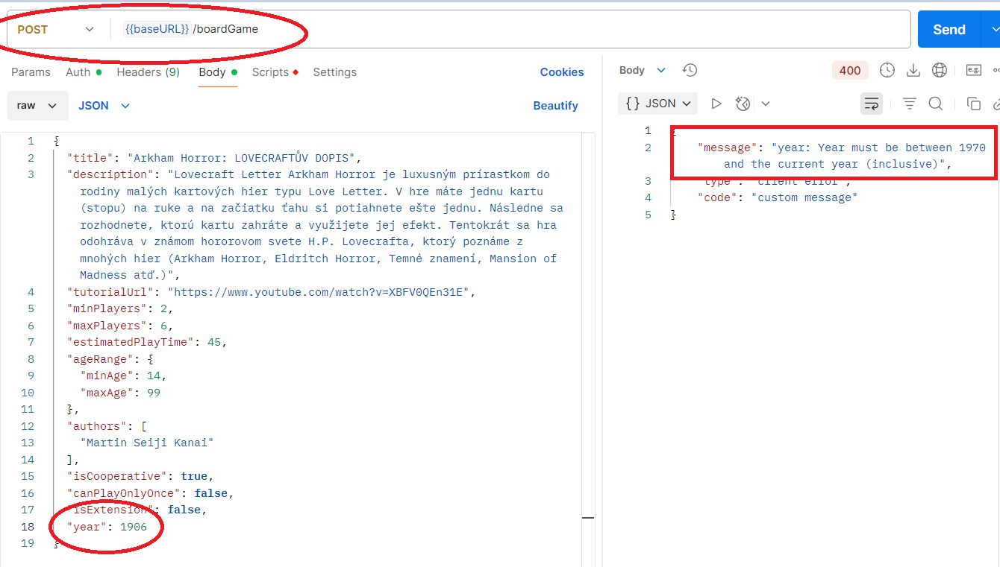 POST {{baseURL}}/boardGame Send
Params Auth Headers (9) Body Scripts Settings Cookies
raw JSON Beautify
1 {
2 "title": "Arkham Horror: LOVECRAFTŮV DOPIS",
3 "description": "Lovecraft Letter Arkham Horror je luxusným prírastkom do
rodiny malých kartových hier typu Love Letter. V hre máte jednu kartu
(stopu) na ruke a na začiatku ťahu si potiahnete ešte jednu. Následne sa
rozhodnete, ktorú kartu zahráte a využijete jej efekt. Tentokrát sa hra
odohráva v známom hororovom svete H.P. Lovecrafta, ktorý poznáme z
mnohých hier (Arkham Horror, Eldritch Horror, Temné znamení, Mansion of
Madness atď.)",
4 "tutorialUrl": "https://www.youtube.com/watch?v=XBFV0QEn31E",
5 "minPlayers": 2,
6 "maxPlayers": 6,
7 "estimatedPlayTime": 45,
8 "ageRange": {
9 "minAge": 14,
10 "maxAge": 99
11 },
12 "authors": [
13 "Martin Seiji Kanai"
14 ],
15 "isCooperative": true,
16 "canPlayOnlyOnce": false,
17 "isExtension": false,
18 "year": 1906
19 }
Body 400 e.g.
{} JSON
1 {
2 "message": "year: Year must be between 1970
and the current year (inclusive)",
3 "type": "client error",
4 "code": "custom message"
5 }